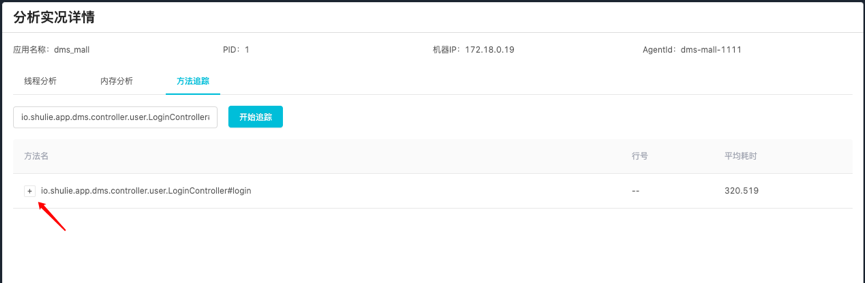 分析实况详情
应用名称：dms_mall PID：1 机器IP：172.18.0.19 AgentId：dms-mall-1111
线程分析 内存分析 方法追踪
io.shulie.app.dms.controller.user.LoginController 开始追踪
方法名 行号 平均耗时
+ io.shulie.app.dms.controller.user.LoginController#login -- 320.519